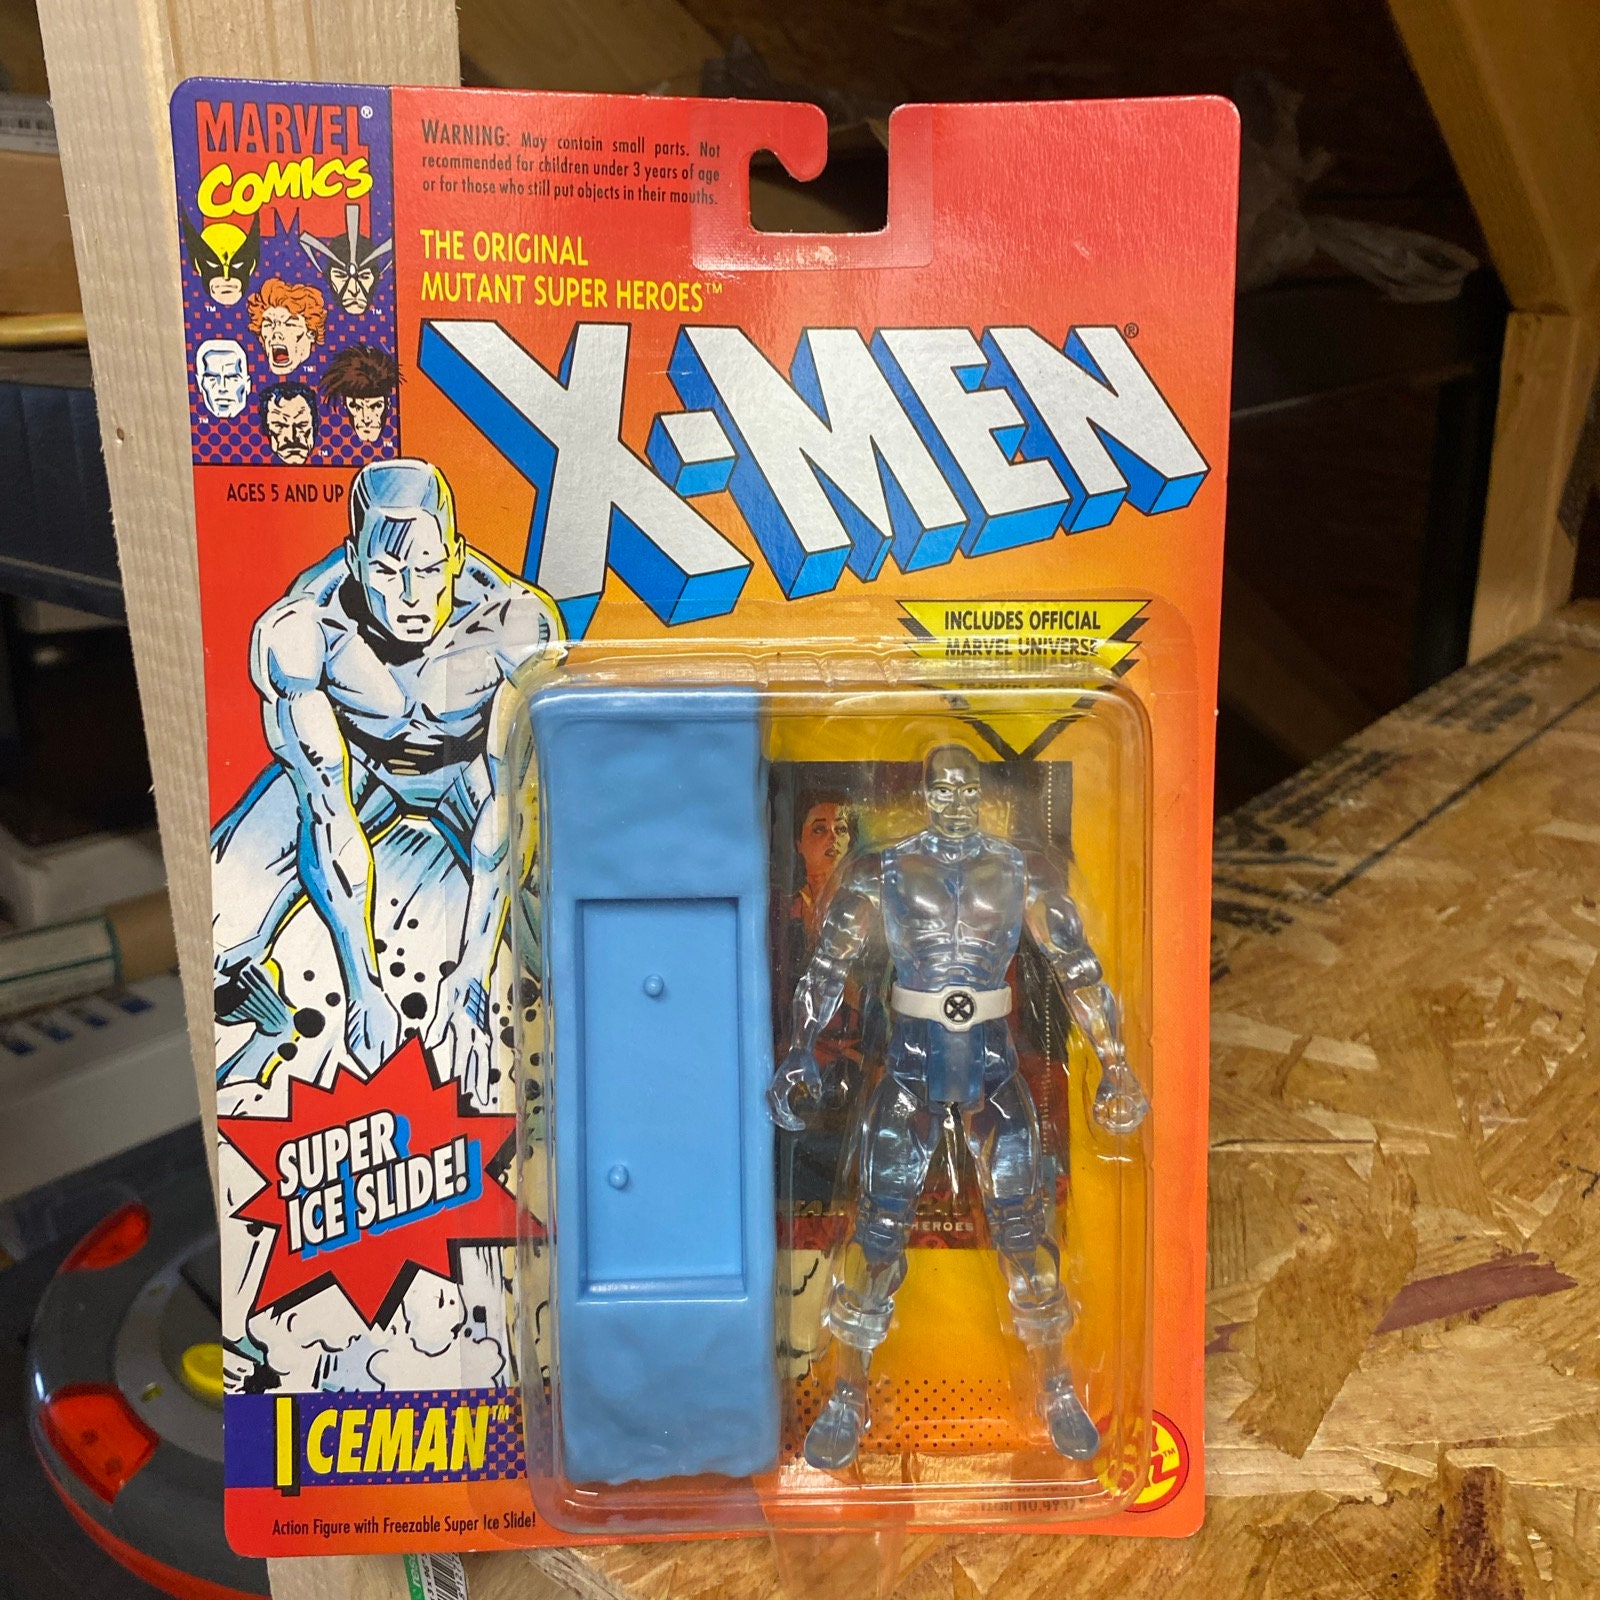 MARVEL®
COMICS
WARNING: May contain small parts. Not
recommended for children under 3 years of age
or for those who still put objects in their mouths.
THE ORIGINAL
MUTANT SUPER HEROES™
X-MEN®
AGES 5 AND UP
INCLUDES OFFICIAL
MARVEL UNIVERSE
SUPER
ICE SLIDE!
HEROES
ICEMAN™
Action Figure with Freezable Super Ice Slide!